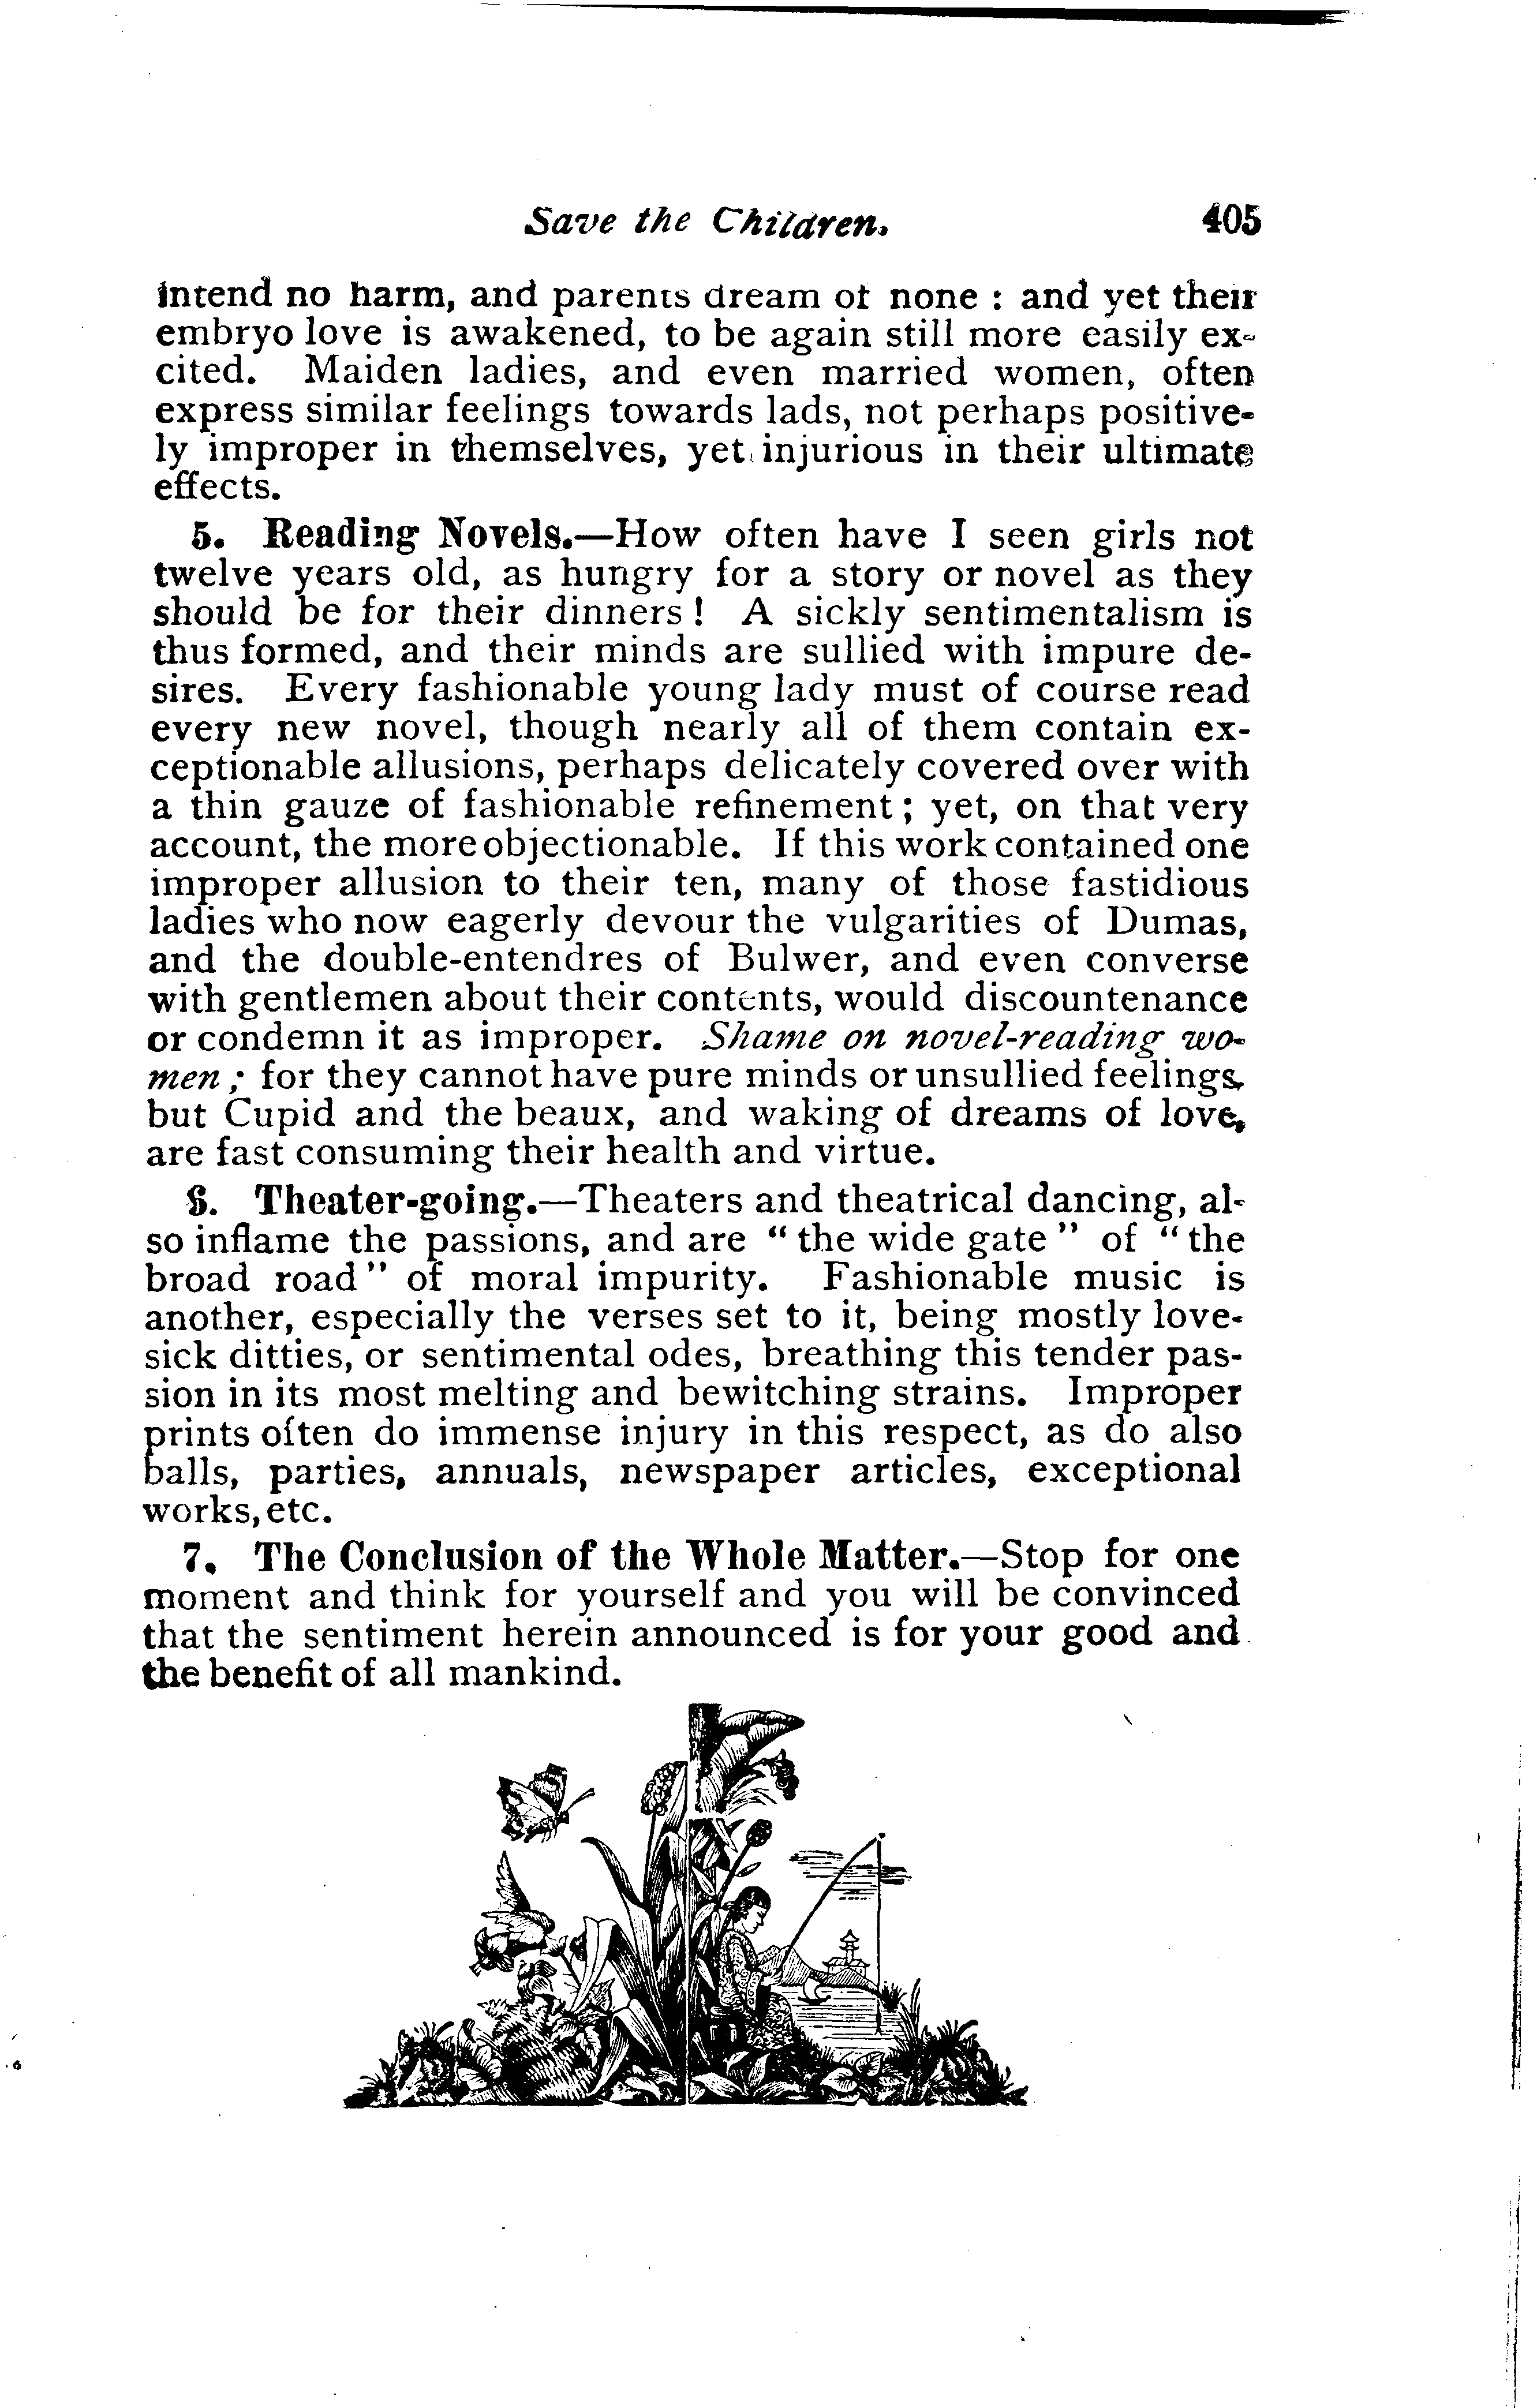 Save the Children. 405
intend no harm, and parents dream of none : and yet their
embryo love is awakened, to be again still more easily ex-
cited. Maiden ladies, and even married women, often
express similar feelings towards lads, not perhaps positive-
ly improper in themselves, yet injurious in their ultimate
effects.
5. Reading Novels.—How often have I seen girls not
twelve years old, as hungry for a story or novel as they
should be for their dinners ! A sickly sentimentalism is
thus formed, and their minds are sullied with impure de-
sires. Every fashionable young lady must of course read
every new novel, though nearly all of them contain ex-
ceptionable allusions, perhaps delicately covered over with
a thin gauze of fashionable refinement ; yet, on that very
account, the more objectionable. If this work contained one
improper allusion to their ten, many of those fastidious
ladies who now eagerly devour the vulgarities of Dumas,
and the double-entendres of Bulwer, and even converse
with gentlemen about their contents, would discountenance
or condemn it as improper. Shame on novel-reading wo-
men ; for they cannot have pure minds or unsullied feelings,
but Cupid and the beaux, and waking of dreams of love,
are fast consuming their health and virtue.
6. Theater-going.—Theaters and theatrical dancing, al-
so inflame the passions, and are " the wide gate " of " the
broad road " of moral impurity. Fashionable music is
another, especially the verses set to it, being mostly love-
sick ditties, or sentimental odes, breathing this tender pas-
sion in its most melting and bewitching strains. Improper
prints often do immense injury in this respect, as do also
balls, parties, annuals, newspaper articles, exceptional
works, etc.
7. The Conclusion of the Whole Matter.—Stop for one
moment and think for yourself and you will be convinced
that the sentiment herein announced is for your good and
the benefit of all mankind.